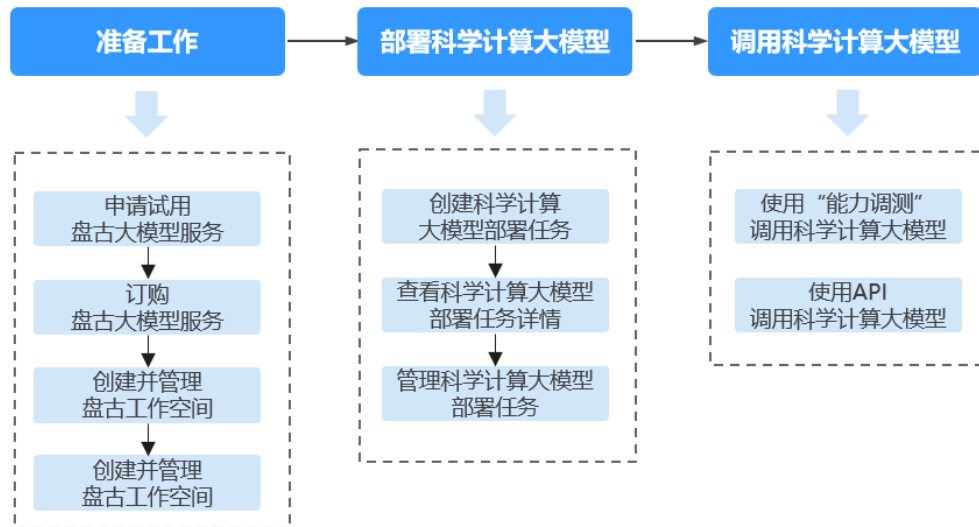 准备工作
部署科学计算大模型
调用科学计算大模型
申请试用
盘古大模型服务
订购
盘古大模型服务
创建并管理
盘古工作空间
创建并管理
盘古工作空间
创建科学计算
大模型部署任务
查看科学计算大模型
部署任务详情
管理科学计算大模型
部署任务
使用“能力调测”
调用科学计算大模型
使用API
调用科学计算大模型